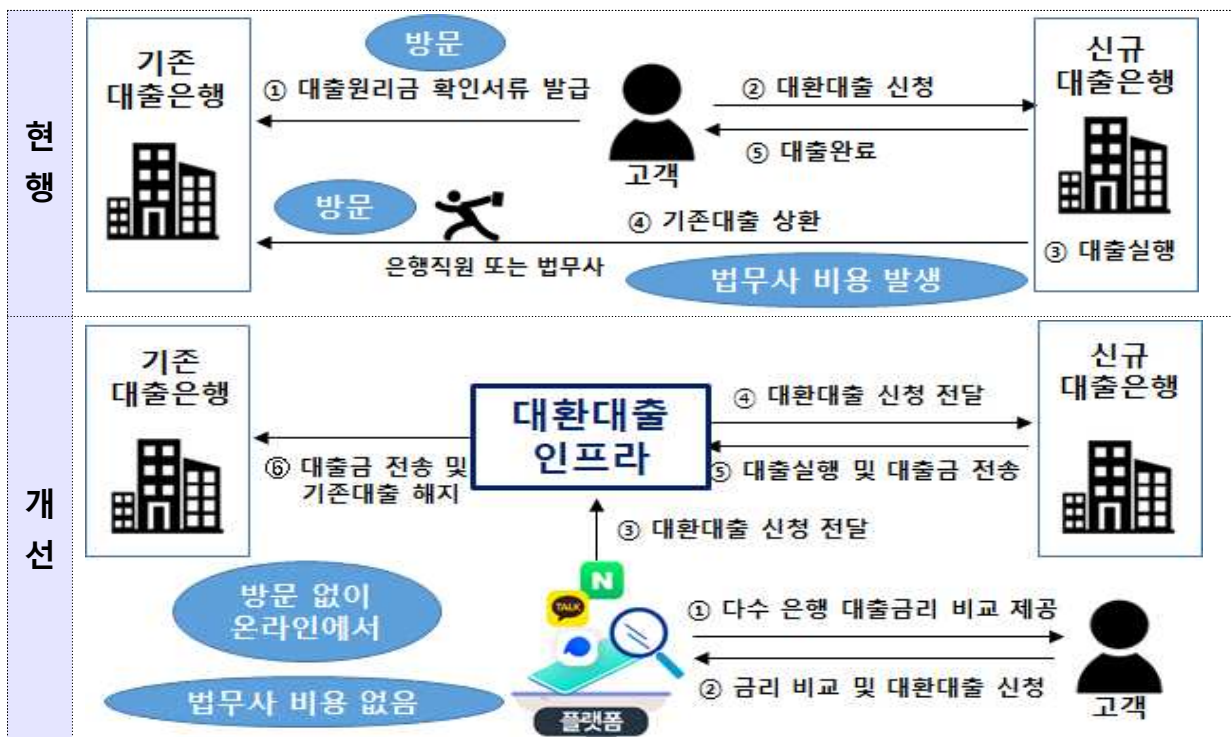 현
행
기존
대출은행
방문
① 대출원리금 확인서류 발급
고객
② 대환대출 신청
⑤ 대출완료
신규
대출은행
방문
④ 기존대출 상환
③ 대출실행
은행직원 또는 법무사
법무사 비용 발생
개
선
기존
대출은행
대환대출
인프라
④ 대환대출 신청 전달
⑤ 대출실행 및 대출금 전송
신규
대출은행
⑥ 대출금 전송 및
기존대출 해지
③ 대환대출 신청 전달
방문 없이
온라인에서
법무사 비용 없음
N
TALK
플랫폼
① 다수 은행 대출금리 비교 제공
② 금리 비교 및 대환대출 신청
고객